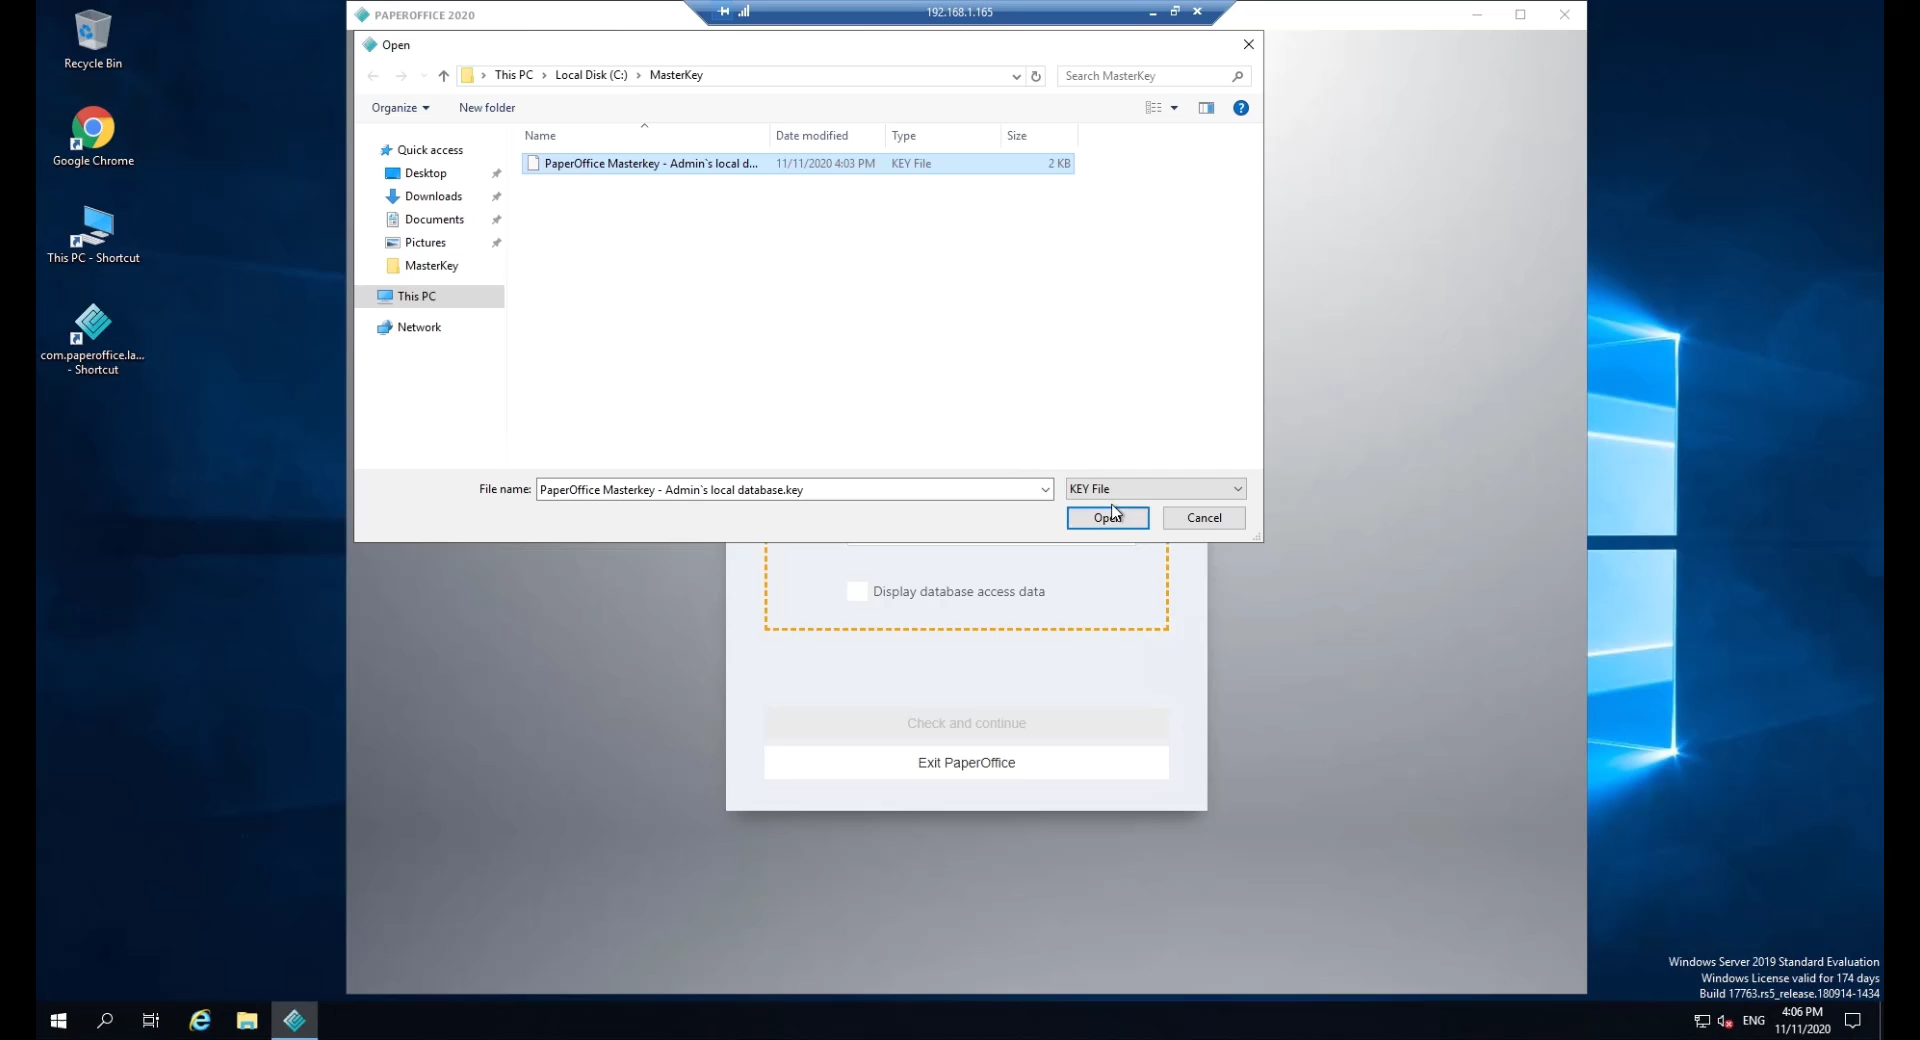 Recycle Bin
Google Chrome
This PC - Shortcut
com.paperoffice.la...
- Shortcut
PAPEROFFICE 2020
192.168.1.165
Open
This PC > Local Disk (C:) > MasterKey
Search MasterKey
Organize
New folder
Name
Date modified
Type
Size
PaperOffice Masterkey - Admin`s local d...
11/11/2020 4:03 PM
KEY File
2 KB
Quick access
Desktop
Downloads
Documents
Pictures
MasterKey
This PC
Network
File name:
PaperOffice Masterkey - Admin`s local database.key
KEY File
Open
Cancel
Display database access data
Check and continue
Exit PaperOffice
Windows Server 2019 Standard Evaluation
Windows License valid for 174 days
Build 17763.rs5_release.180914-1434
ENG
4:06 PM
11/11/2020